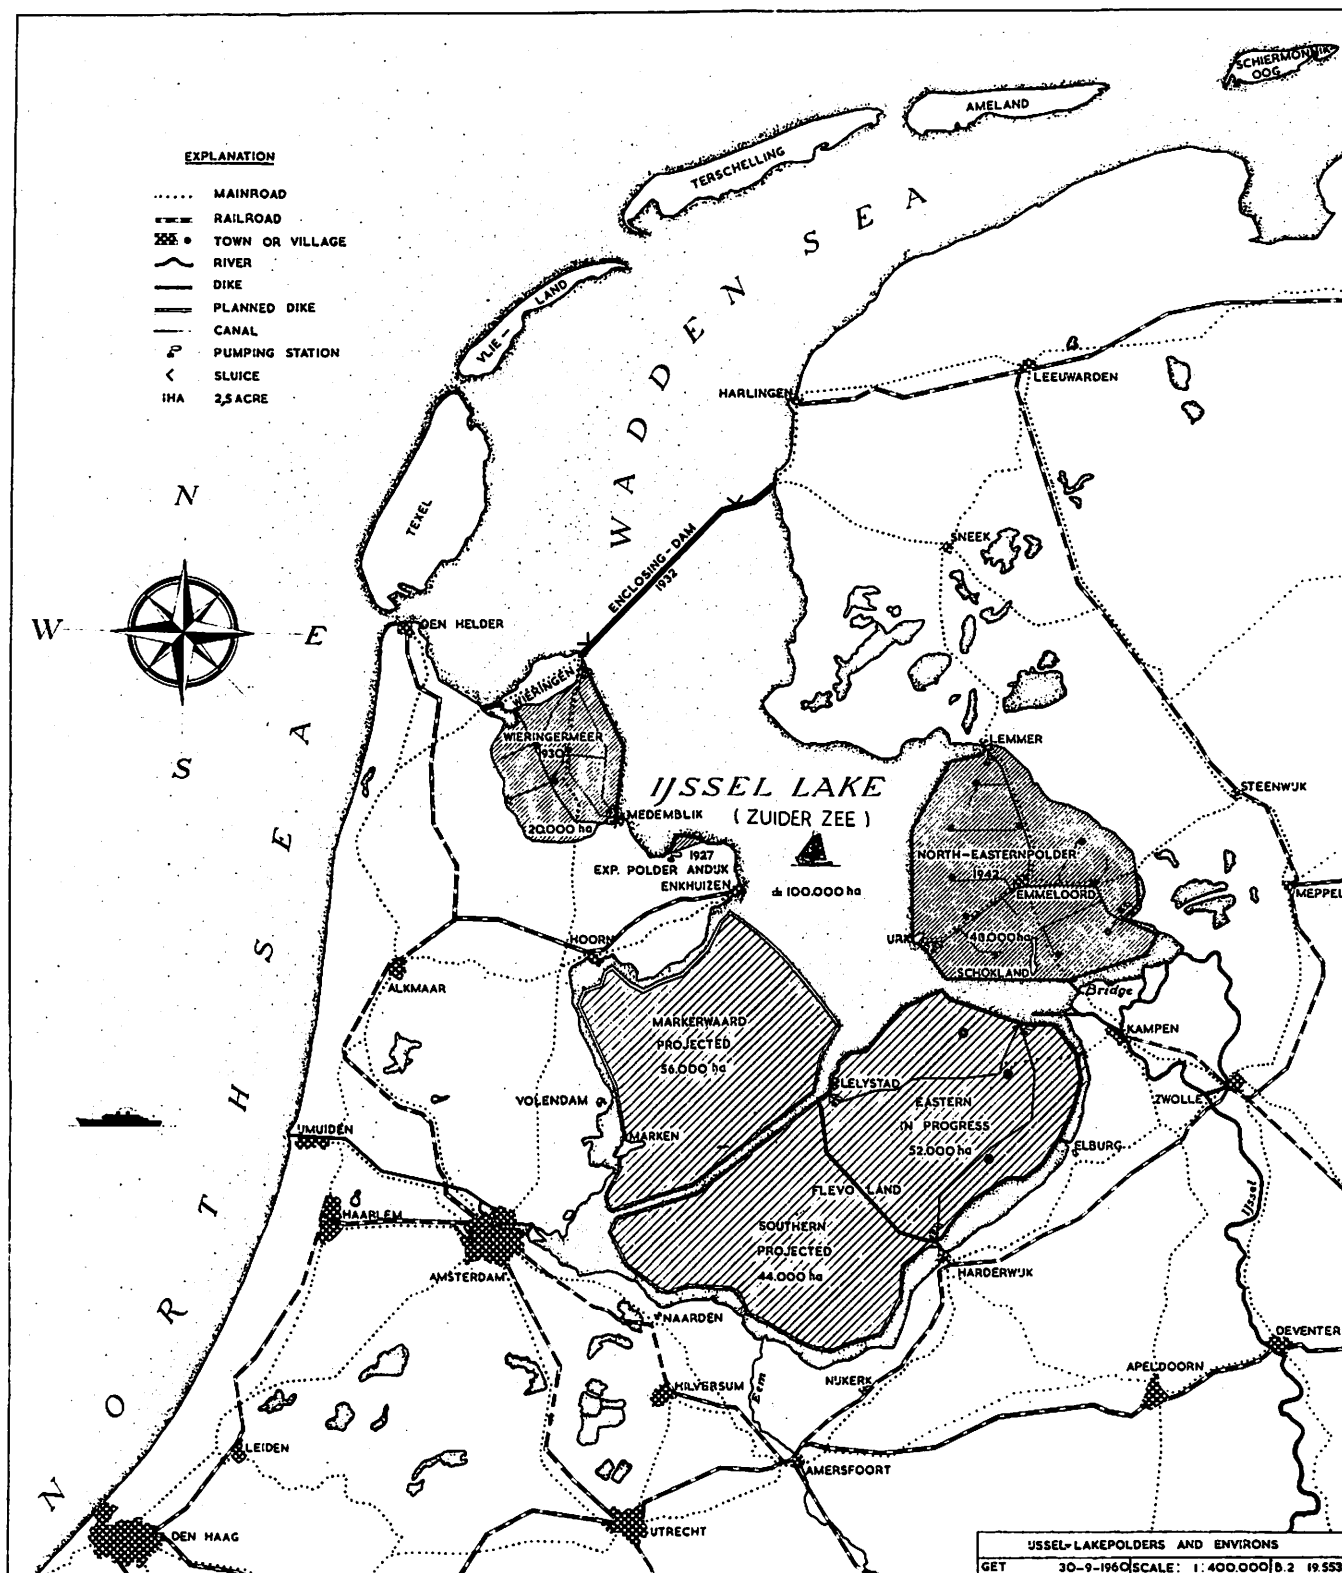 SCHIERMONNIK
OOG
AMELAND
TERSCHELLING
EXPLANATION
MAINROAD
RAILROAD
TOWN OR VILLAGE
RIVER
DIKE
PLANNED DIKE
CANAL
PUMPING STATION
SLUICE
1HA 2,5 ACRE
VLIE-
LAND
WADDEN SEA
HARLINGEN
LEEUWARDEN
TEXEL
N
W
E
S
ENCLOSING-DAM
1932
SNEEK
DEN HELDER
WIERINGEN
WIERINGERMEER
1930
20.000 ha
LEMMER
IJSSEL LAKE
(ZUIDER ZEE)
± 100.000 ha
STEENWIJK
MEDEMBLIK
1927
EXP. POLDER ANDIJK
ENKHUIZEN
NORTH-EASTERNPOLDER
1942
EMMELOORD
48.000 ha
URK
SCHOKLAND
MEPPEL
HOORN
ALKMAAR
Bridge
KAMPEN
MARKERWAARD
PROJECTED
56.000 ha
LELYSTAD
EASTERN
IN PROGRESS
52.000 ha
ZWOLLE
VOLENDAM
MARKEN
ELBURG
IJMUIDEN
FLEVO LAND
IJssel
HAARLEM
SOUTHERN
PROJECTED
44.000 ha
AMSTERDAM
HARDERWIJK
NAARDEN
DEVENTER
APELDOORN
HILVERSUM
Eem
NIJKERK
LEIDEN
AMERSFOORT
NORTH SEA
DEN HAAG
UTRECHT
IJSSEL-LAKEPOLDERS AND ENVIRONS
GET 30-9-1960 SCALE: 1:400.000 B.2 19.553